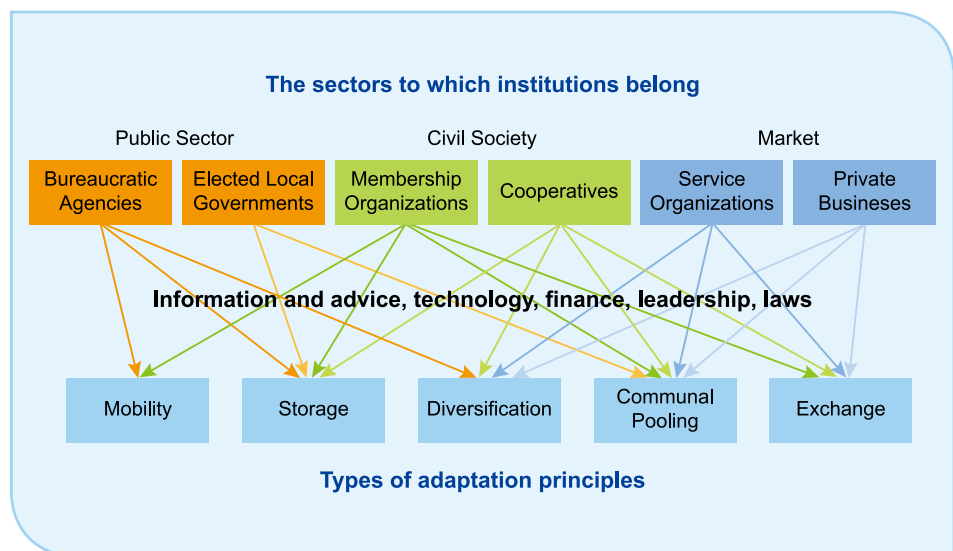 The sectors to which institutions belong
Public Sector
Civil Society
Market
Bureaucratic
Agencies
Elected Local
Governments
Membership
Organizations
Cooperatives
Service
Organizations
Private
Busineses
Information and advice, technology, finance, leadership, laws
Mobility
Storage
Diversification
Communal
Pooling
Exchange
Types of adaptation principles